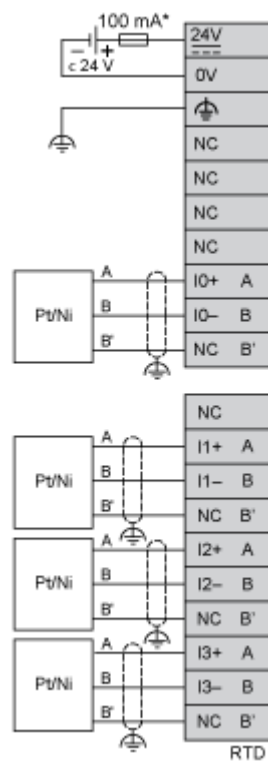 100 mA*
24V
− +
c 24 V
0V
NC
NC
NC
NC
A I0+ A
Pt/Ni B I0− B
B' NC B'
NC
A I1+ A
Pt/Ni B I1− B
B' NC B'
A I2+ A
Pt/Ni B I2− B
B' NC B'
A I3+ A
Pt/Ni B I3− B
B' NC B'
RTD